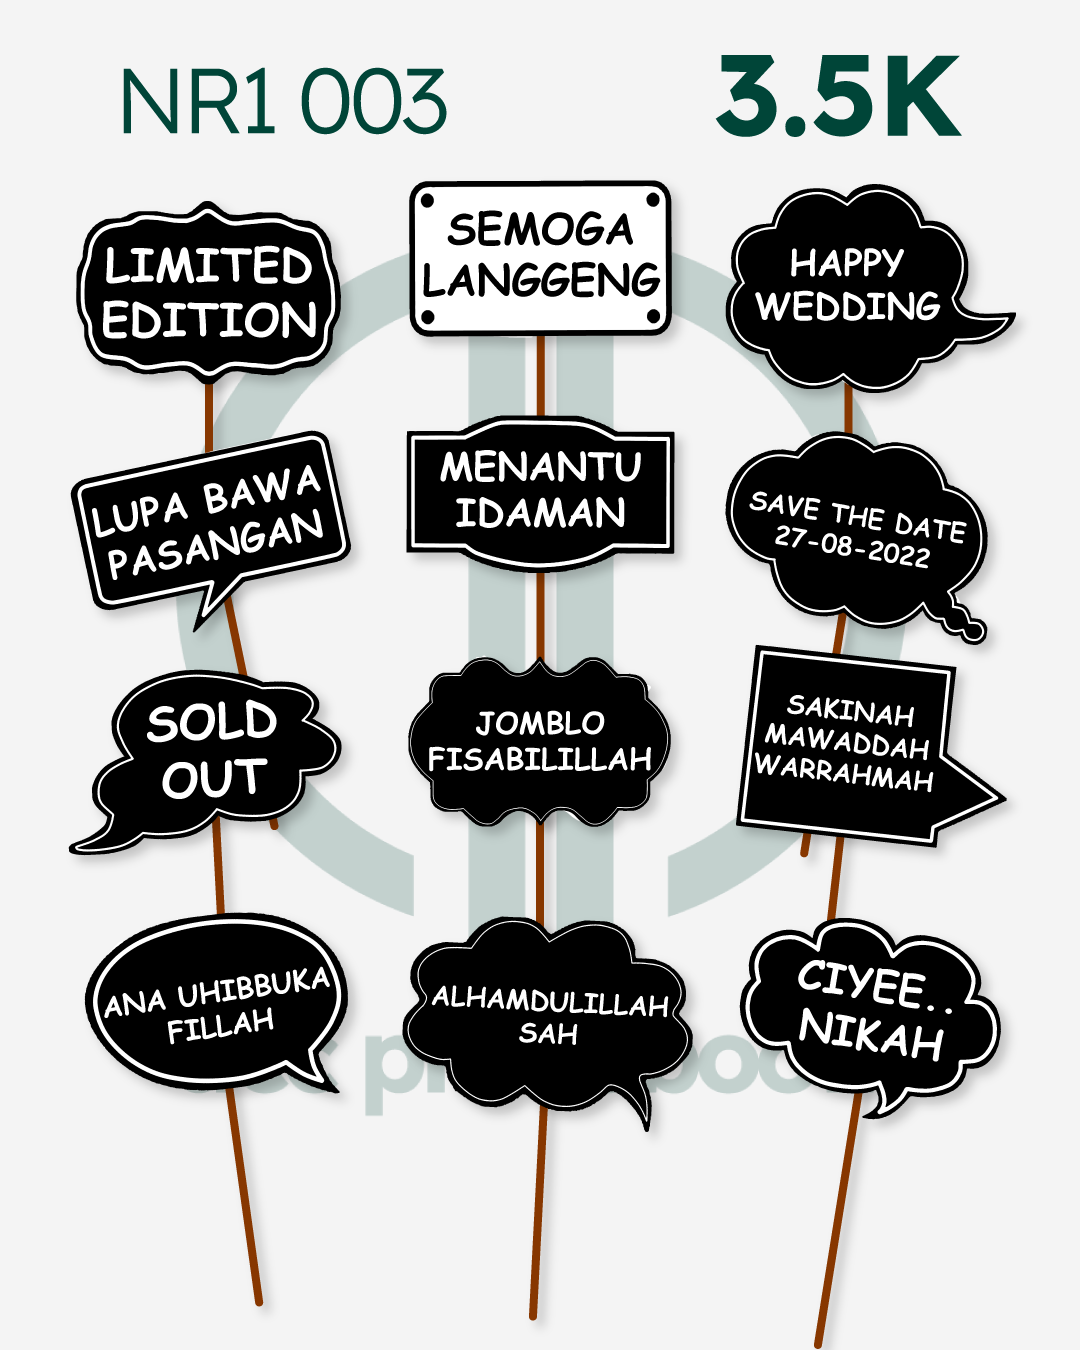 NR1 003
3.5K
LIMITED
EDITION
SEMOGA
LANGGENG
HAPPY
WEDDING
LUPA BAWA
PASANGAN
MENANTU
IDAMAN
SAVE THE DATE
27-08-2022
SOLD
OUT
JOMBLO
FISABILILLAH
SAKINAH
MAWADDAH
WARRAHMAH
ANA UHIBBUKA
FILLAH
ALHAMDULILLAH
SAH
CIYEE..
NIKAH